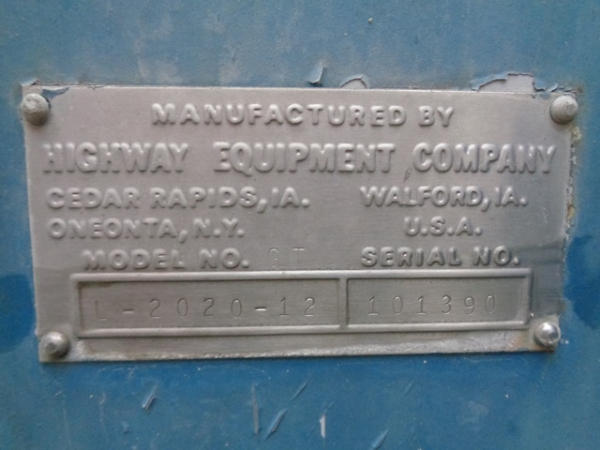 MANUFACTURED BY
HIGHWAY EQUIPMENT COMPANY
CEDAR RAPIDS, IA. WALFORD, IA.
ONEONTA, N.Y. U.S.A.
MODEL NO. SERIAL NO.
L-2020-12 101390